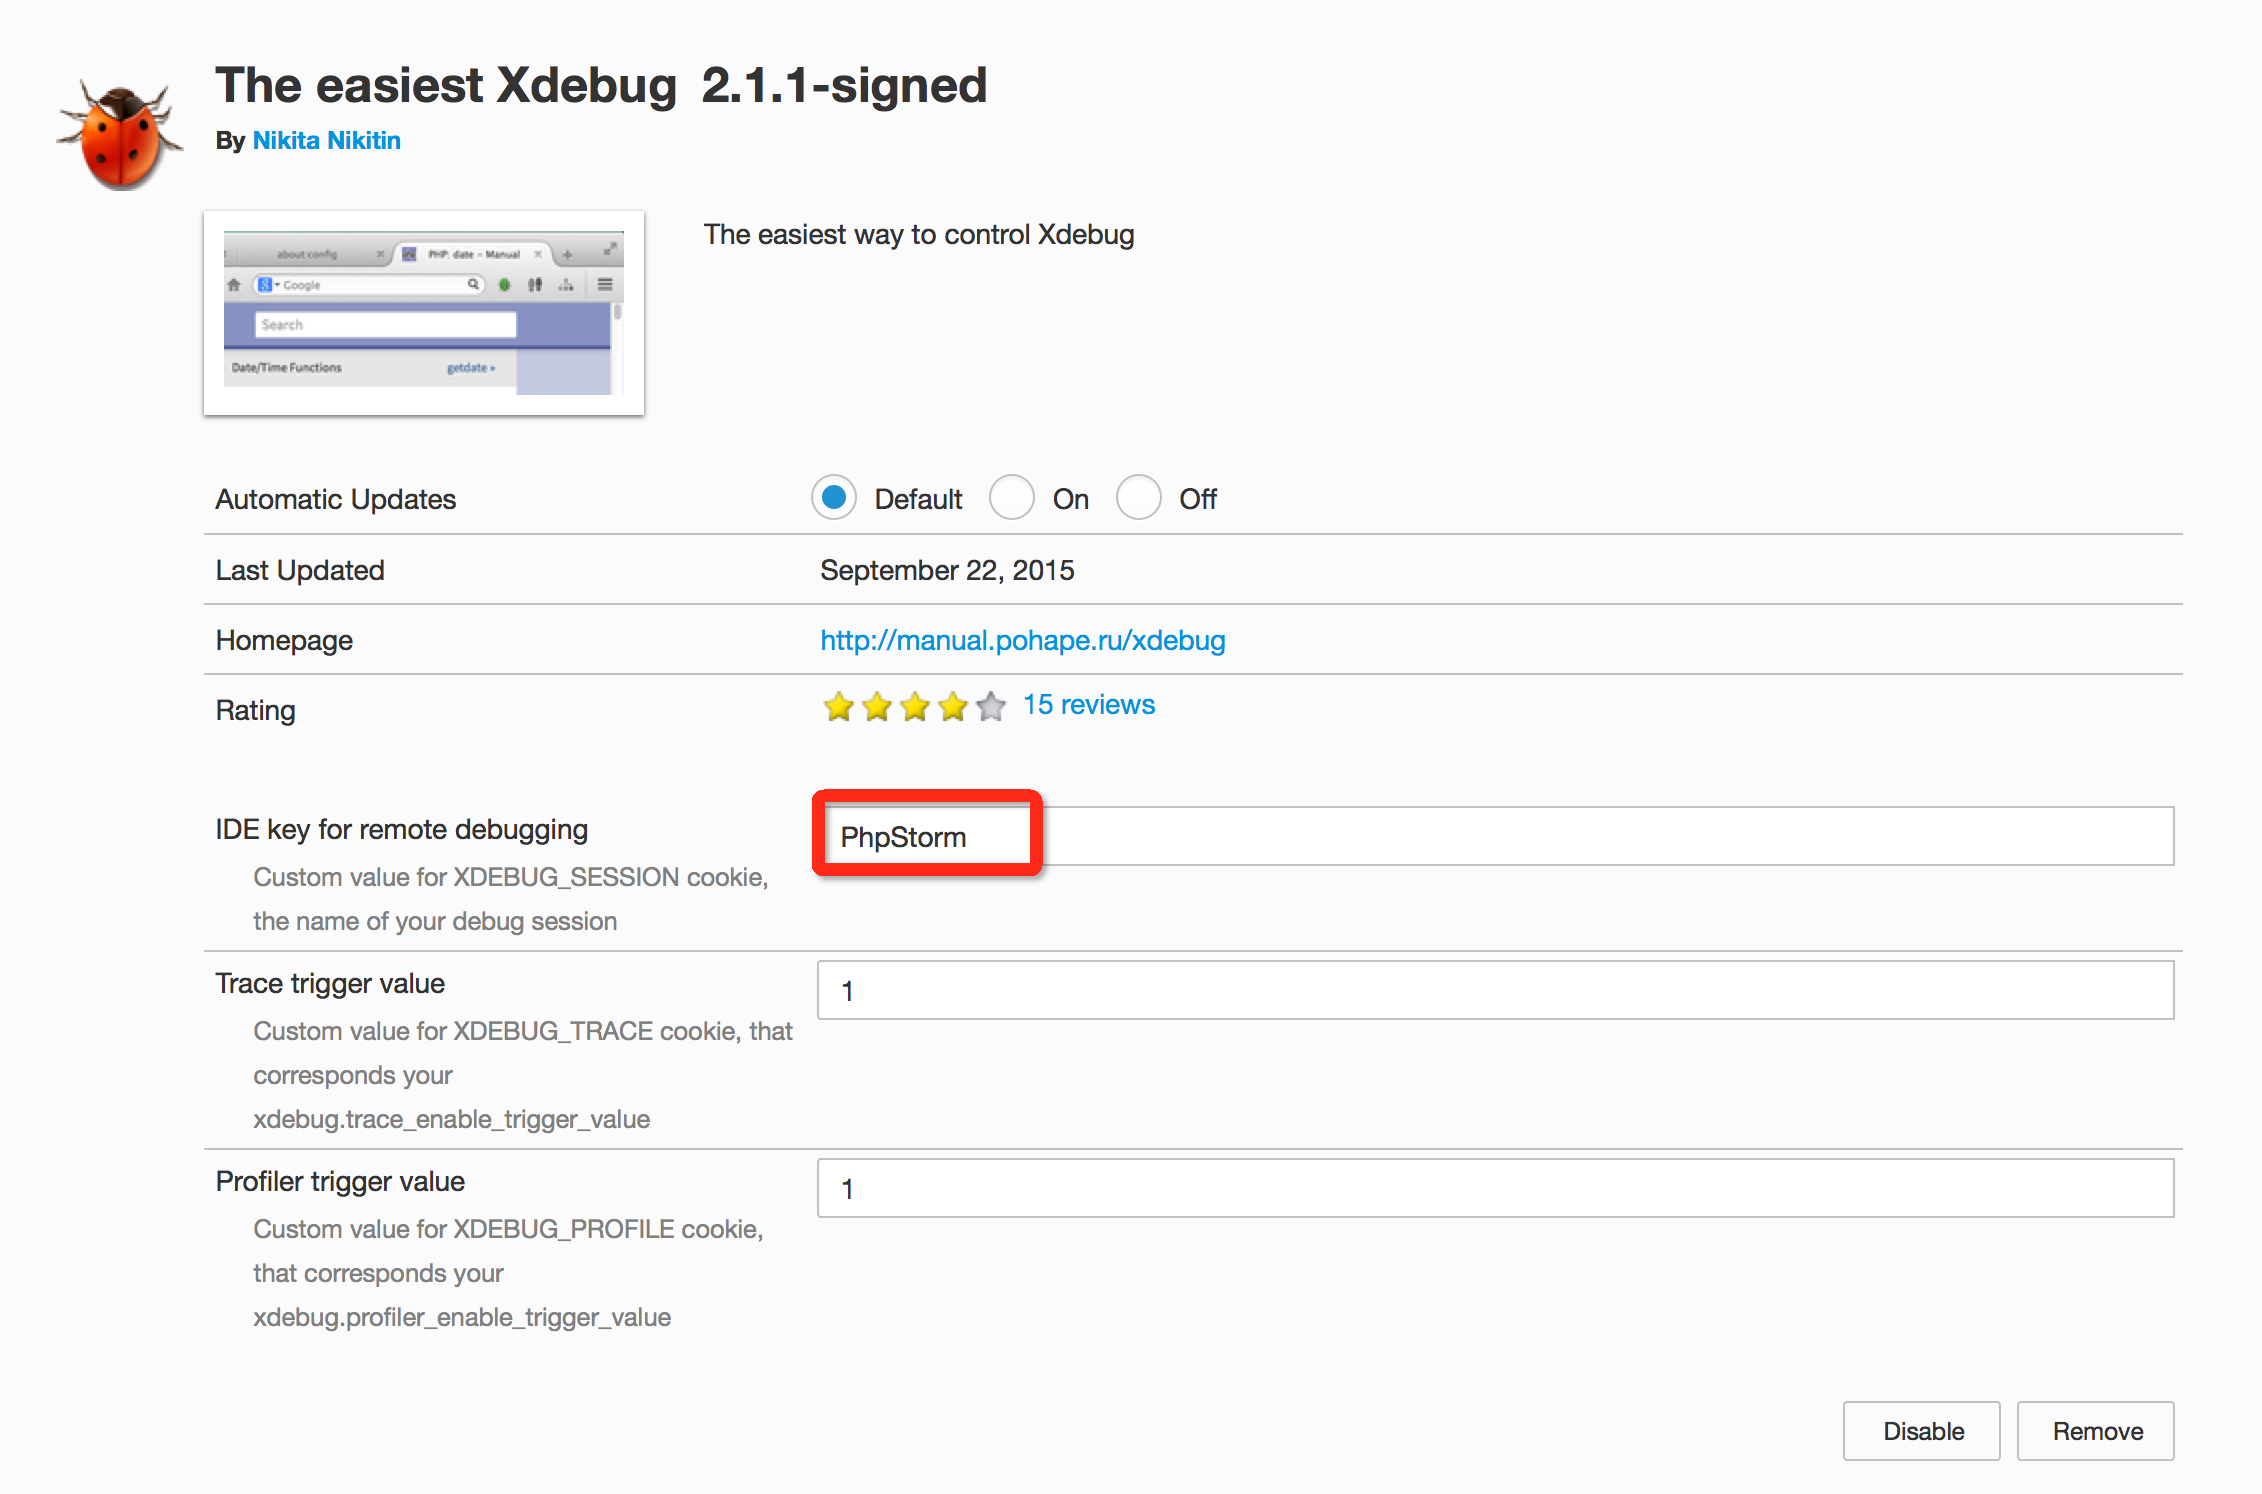 The easiest Xdebug 2.1.1-signed
By Nikita Nikitin
The easiest way to control Xdebug
about:config
PHP: date - Manual
Google
Search
Date/Time Functions getdate »
Automatic Updates Default On Off
Last Updated September 22, 2015
Homepage http://manual.pohape.ru/xdebug
Rating 15 reviews
IDE key for remote debugging PhpStorm
Custom value for XDEBUG_SESSION cookie,
the name of your debug session
Trace trigger value 1
Custom value for XDEBUG_TRACE cookie, that
corresponds your
xdebug.trace_enable_trigger_value
Profiler trigger value 1
Custom value for XDEBUG_PROFILE cookie,
that corresponds your
xdebug.profiler_enable_trigger_value
Disable Remove